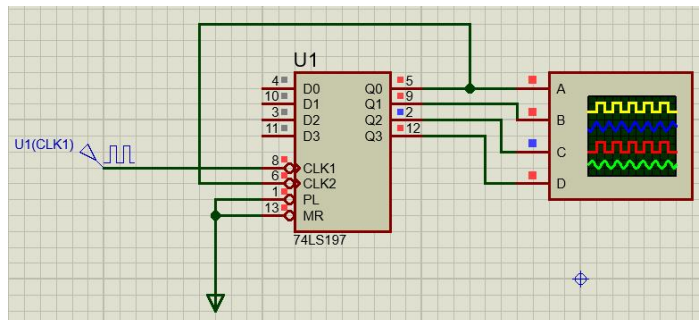 U1
4 D0 Q0 5 A
10 D1 Q1 9 B
3 D2 Q2 2 C
11 D3 Q3 12 D
U1(CLK1)
8 CLK1
6 CLK2
1 PL
13 MR
74LS197